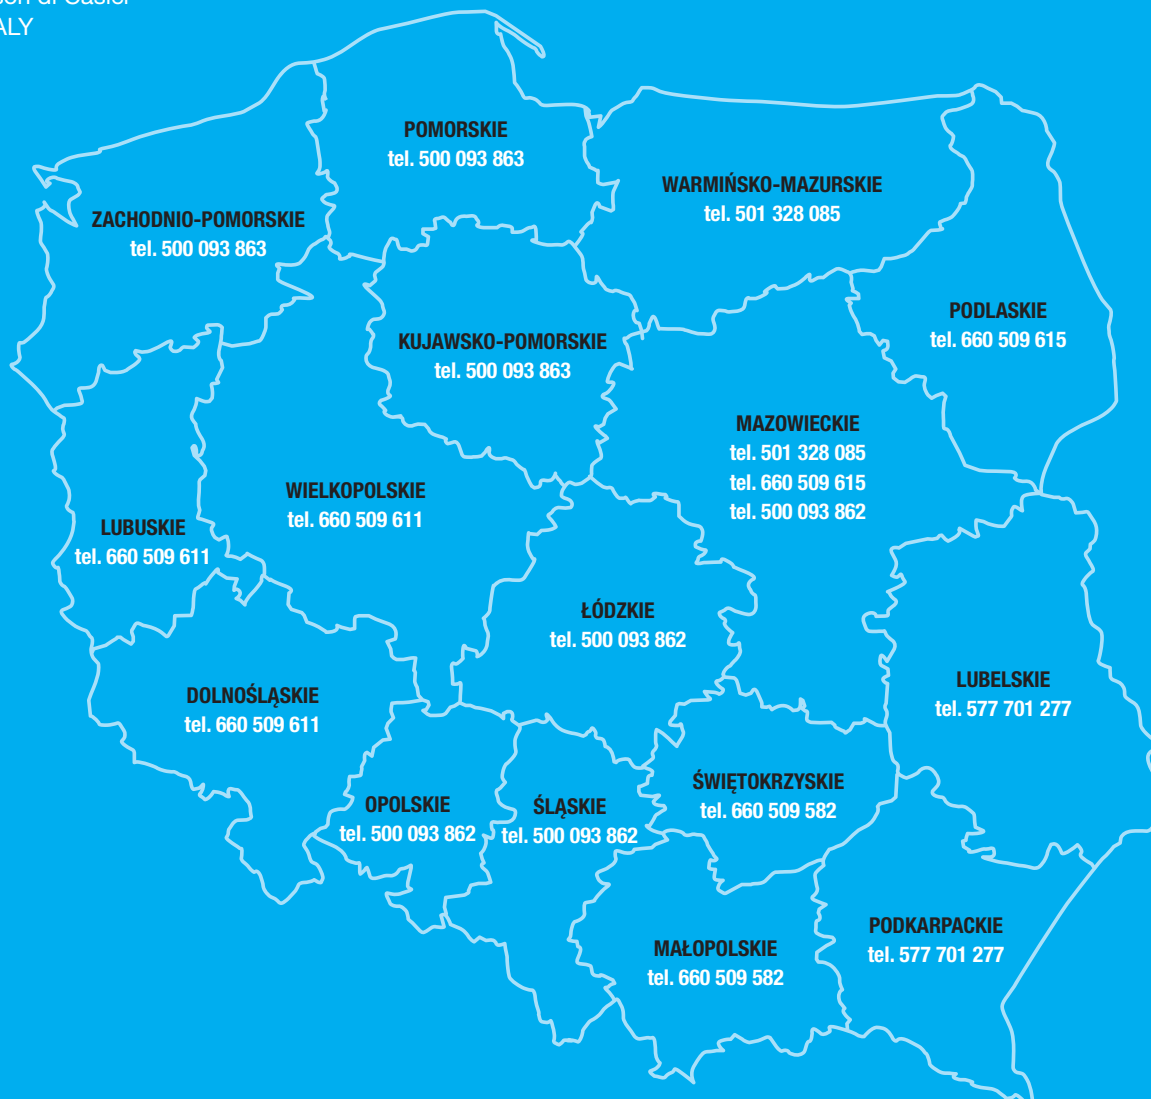 ALY
POMORSKIE
tel. 500 093 863
WARMIŃSKO-MAZURSKIE
tel. 501 328 085
ZACHODNIO-POMORSKIE
tel. 500 093 863
PODLASKIE
tel. 660 509 615
KUJAWSKO-POMORSKIE
tel. 500 093 863
MAZOWIECKIE
tel. 501 328 085
tel. 660 509 615
tel. 500 093 862
WIELKOPOLSKIE
tel. 660 509 611
LUBUSKIE
tel. 660 509 611
ŁÓDZKIE
tel. 500 093 862
LUBELSKIE
tel. 577 701 277
DOLNOŚLĄSKIE
tel. 660 509 611
ŚWIĘTOKRZYSKIE
tel. 660 509 582
OPOLSKIE
tel. 500 093 862
ŚLĄSKIE
tel. 500 093 862
PODKARPACKIE
tel. 577 701 277
MAŁOPOLSKIE
tel. 660 509 582